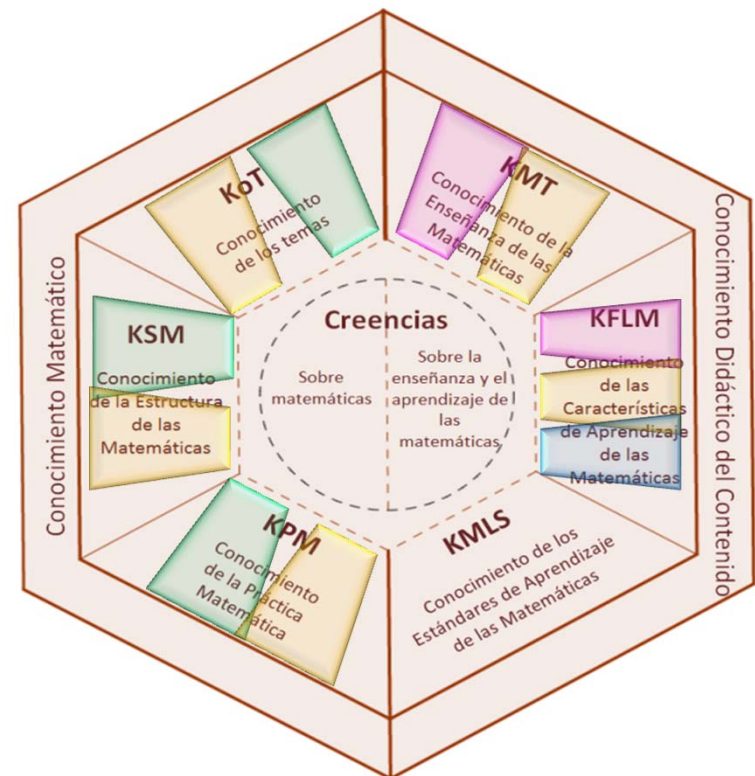 Conocimiento Matemático
KoT
Conocimiento
de los temas
KMT
Conocimiento de la
Enseñanza de las
Matemáticas
KSM
Conocimiento
de la Estructura
de las
Matemáticas
Creencias
Sobre
matemáticas
Sobre la
enseñanza y el
aprendizaje de
las
matemáticas
KFLM
Conocimiento
de las
Características
de Aprendizaje
de las
Matemáticas
KPM
Conocimiento
de la Práctica
Matemática
KMLS
Conocimiento de los
Estándares de Aprendizaje
de las Matemáticas
Conocimiento Didáctico del Contenido